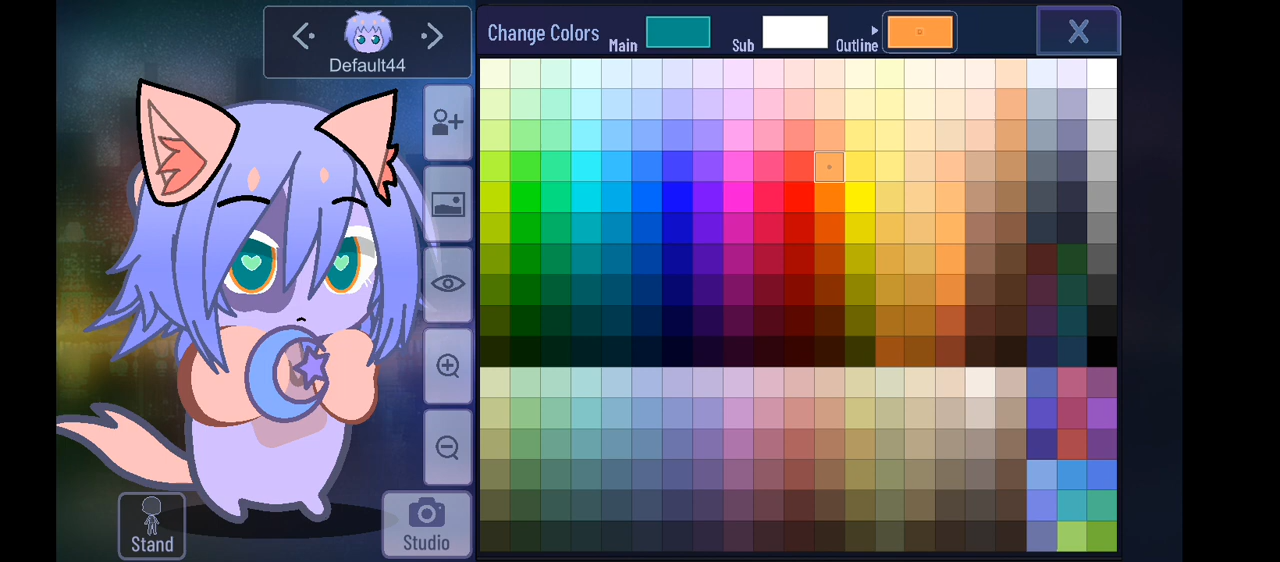 Default44
Change Colors
Main
Sub
Outline
X
Stand
Studio